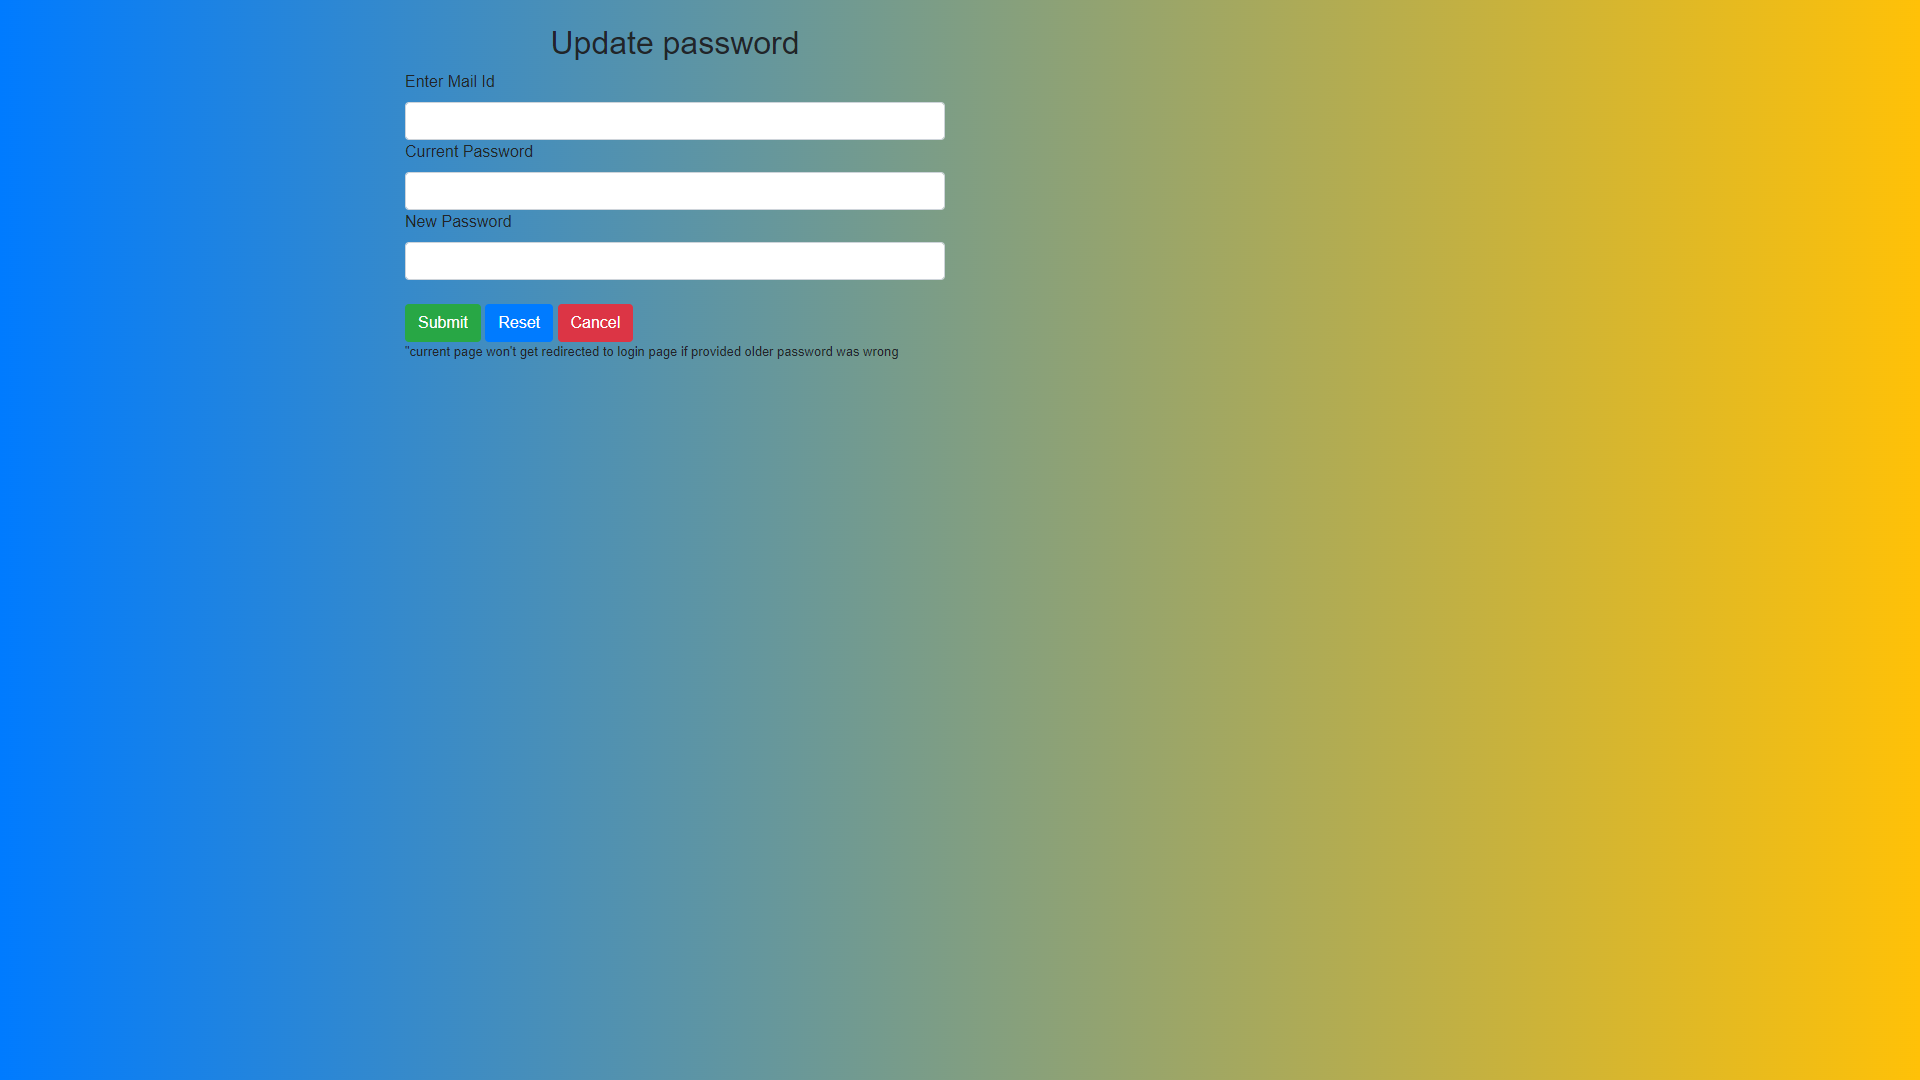 Update password
Enter Mail Id
Current Password
New Password
Submit Reset Cancel
"current page won't get redirected to login page if provided older password was wrong